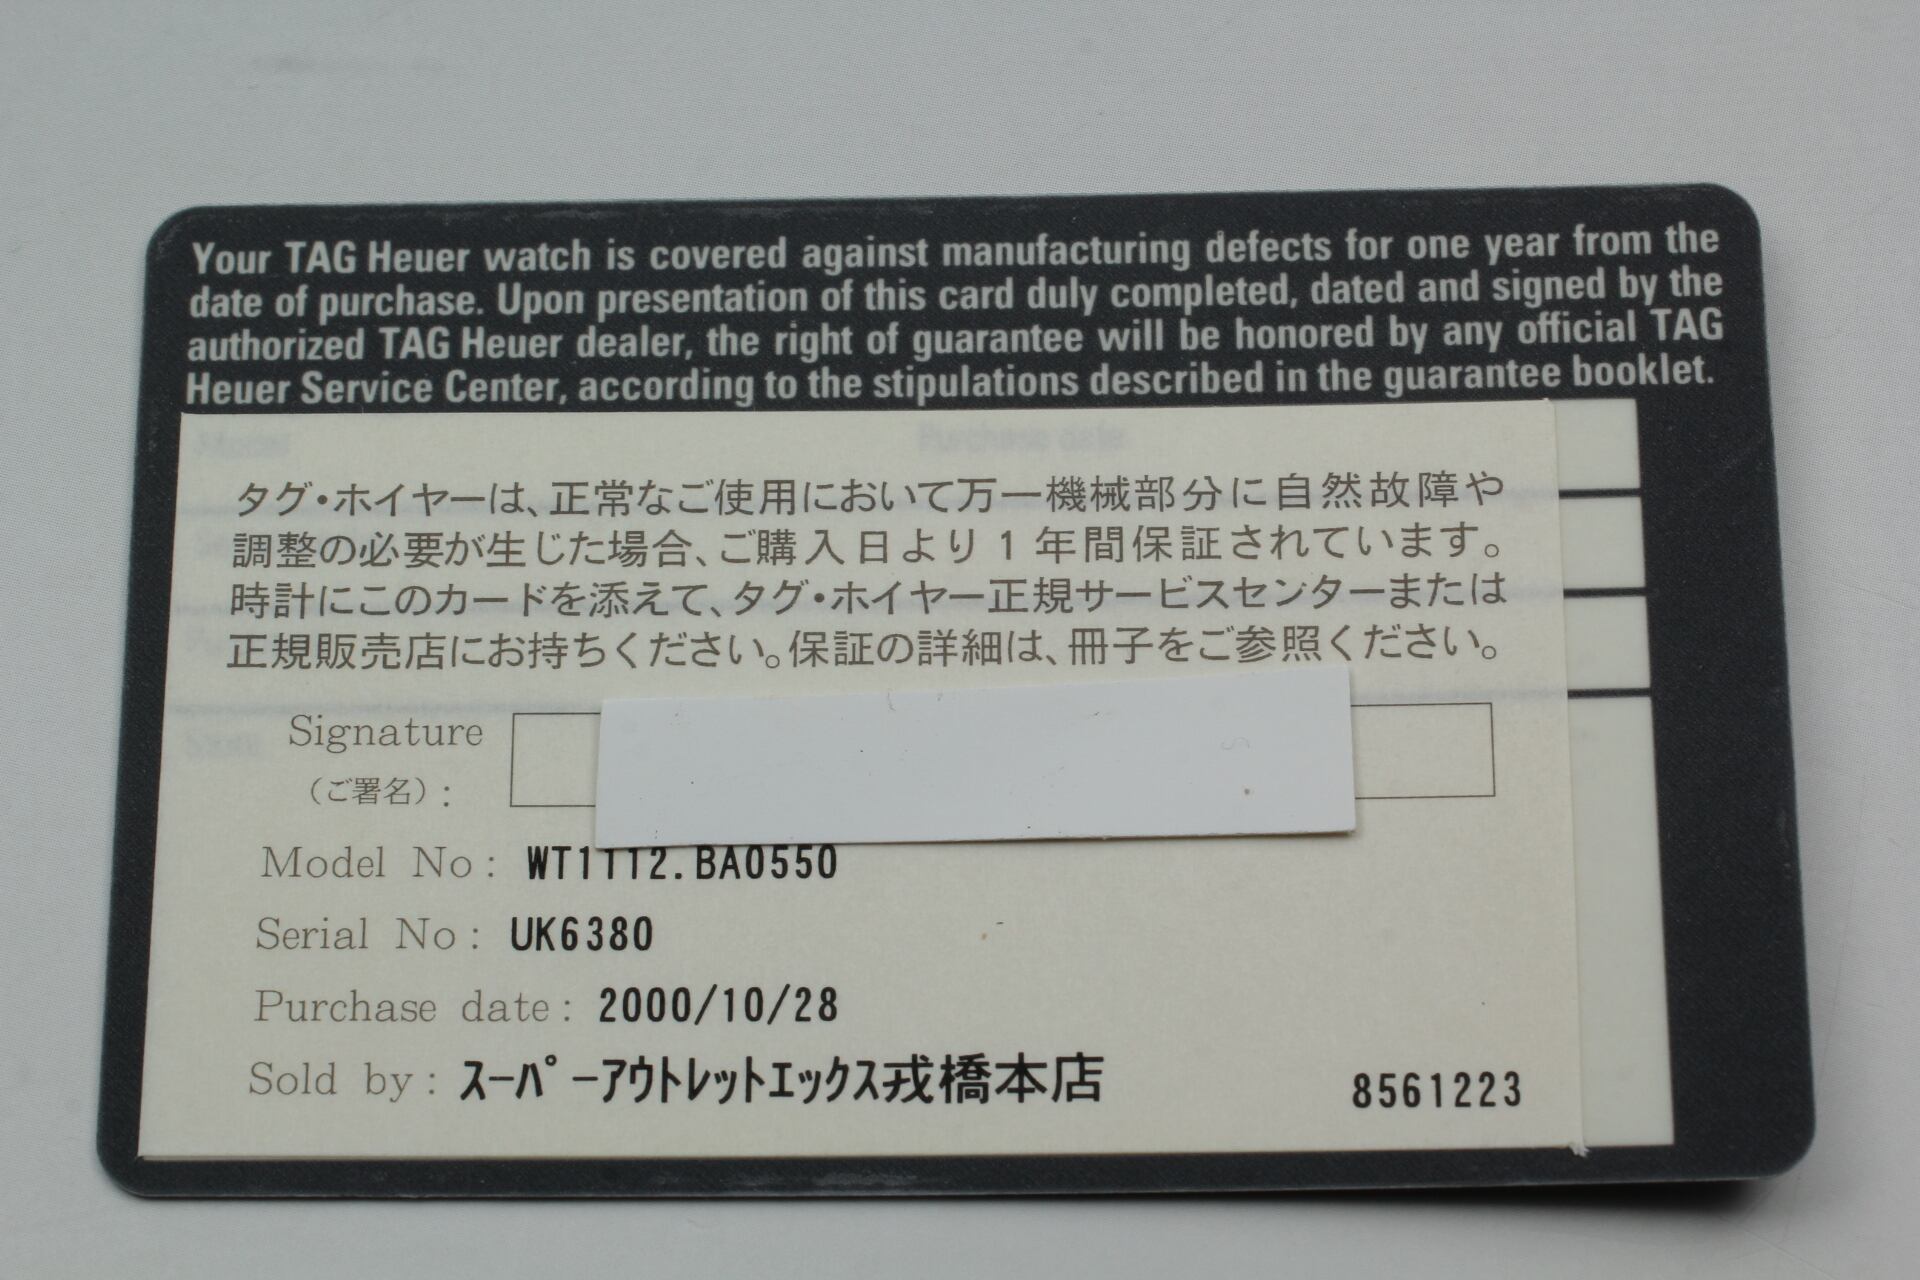 Your TAG Heuer watch is covered against manufacturing defects for one year from the
date of purchase. Upon presentation of this card duly completed, dated and signed by the
authorized TAG Heuer dealer, the right of guarantee will be honored by any official TAG
Heuer Service Center, according to the stipulations described in the guarantee booklet.
Model Purchase date
タグ・ホイヤーは、正常なご使用において万一機械部分に自然故障や
調整の必要が生じた場合、ご購入日より1年間保証されています。
時計にこのカードを添えて、タグ・ホイヤー正規サービスセンターまたは
正規販売店にお持ちください。保証の詳細は、冊子をご参照ください。
Signature
（ご署名）:
Model No: WT1112.BA0550
Serial No: UK6380
Purchase date: 2000/10/28
Sold by: スーパーアウトレットエックス戎橋本店 8561223